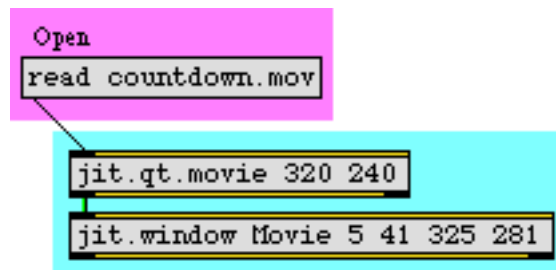 Open
read countdown.mov
jit.qt.movie 320 240
jit.window Movie 5 41 325 281